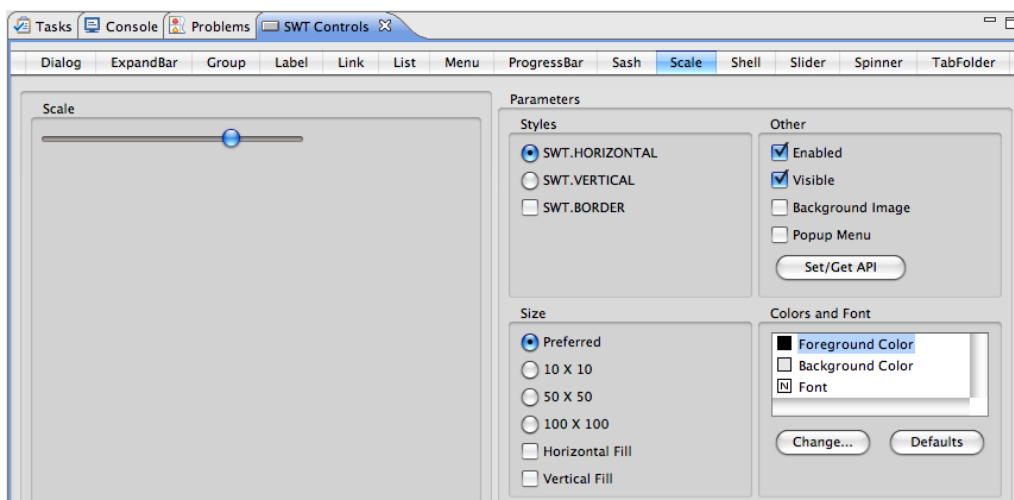 Tasks Console Problems SWT Controls
Dialog ExpandBar Group Label Link List Menu ProgressBar Sash Scale Shell Slider Spinner TabFolder
Scale
Parameters
Styles
SWT.HORIZONTAL
SWT.VERTICAL
SWT.BORDER
Other
Enabled
Visible
Background Image
Popup Menu
Set/Get API
Size
Preferred
10 X 10
50 X 50
100 X 100
Horizontal Fill
Vertical Fill
Colors and Font
Foreground Color
Background Color
N Font
Change... Defaults